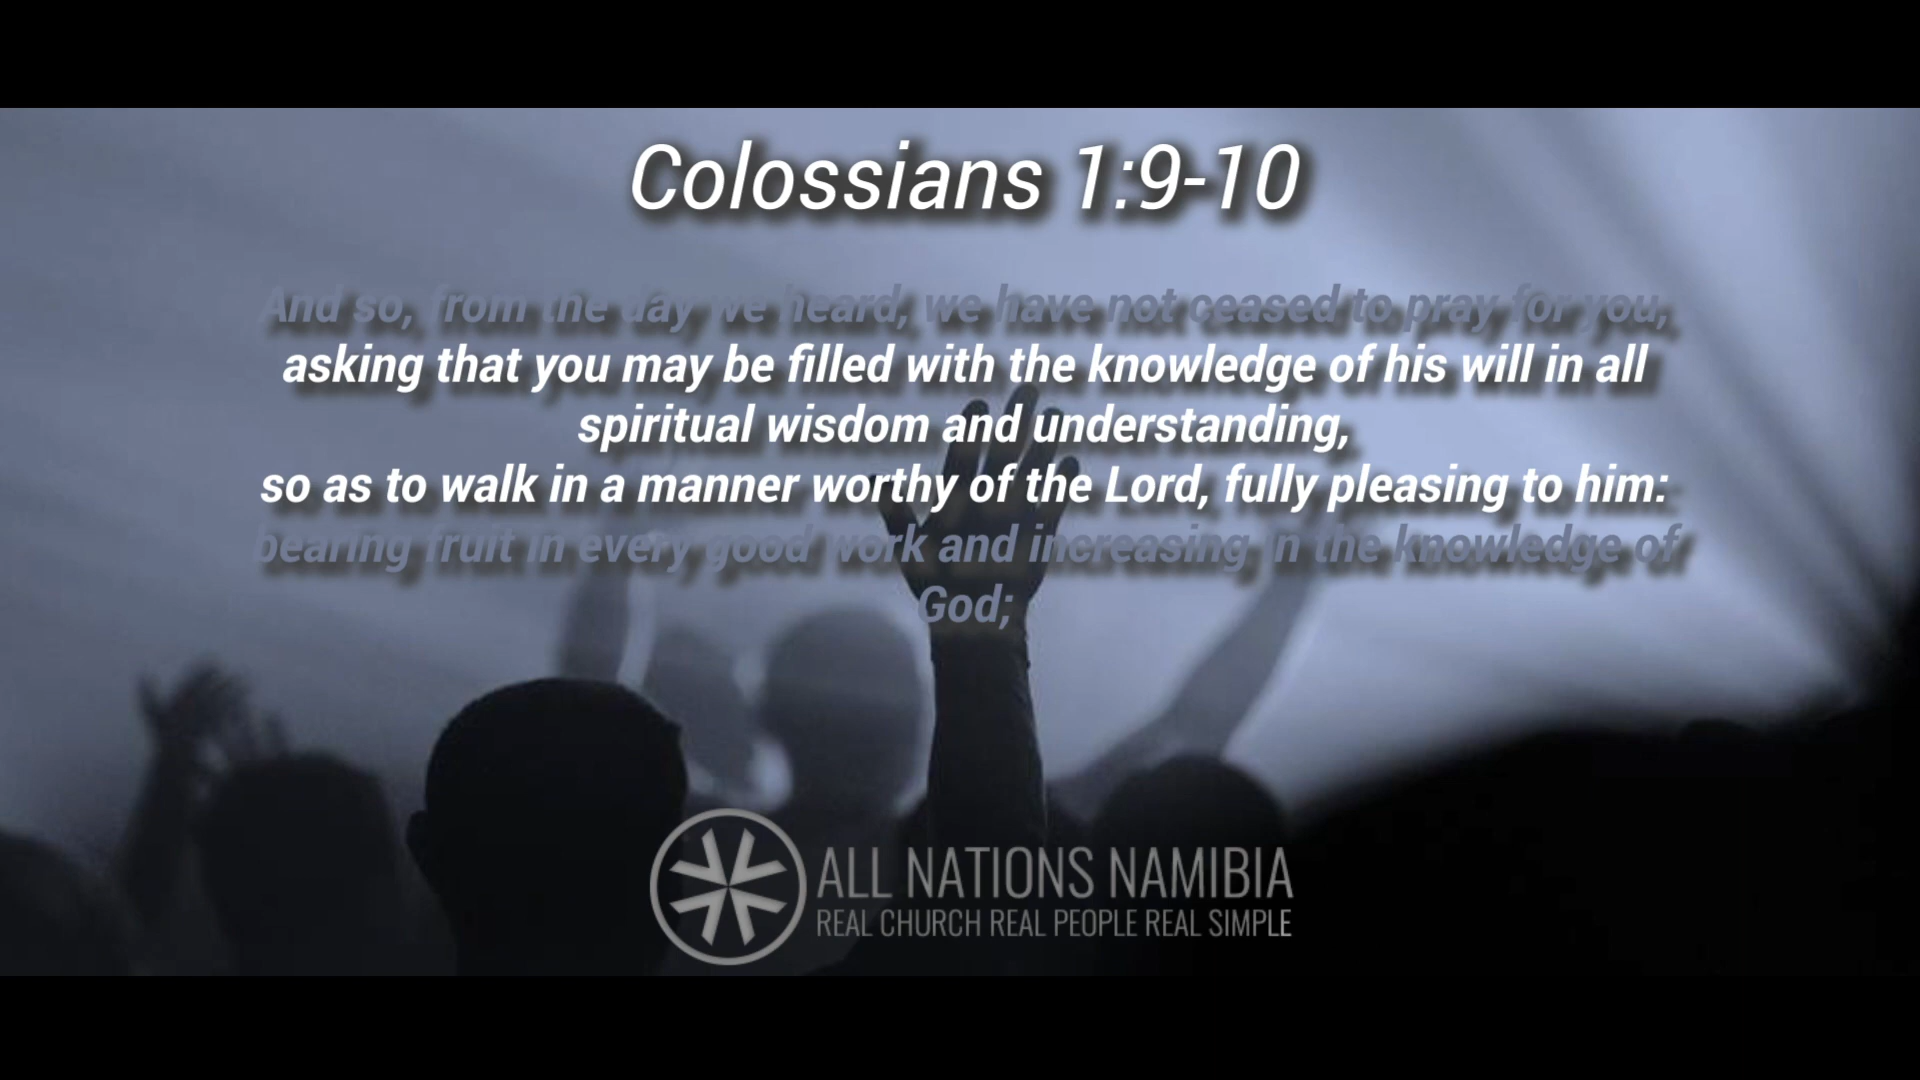 Colossians 1:9-10
And so, from the day we heard, we have not ceased to pray for you,
asking that you may be filled with the knowledge of his will in all
spiritual wisdom and understanding,
so as to walk in a manner worthy of the Lord, fully pleasing to him:
bearing fruit in every good work and increasing in the knowledge of
God;
ALL NATIONS NAMIBIA
REAL CHURCH REAL PEOPLE REAL SIMPLE